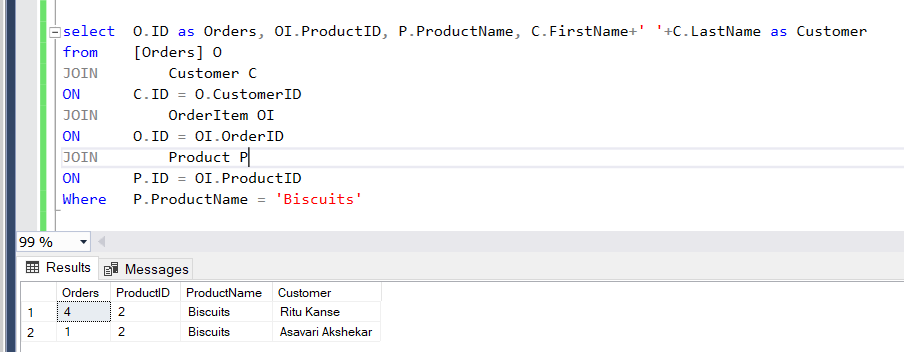 select O.ID as Orders, OI.ProductID, P.ProductName, C.FirstName+' '+C.LastName as Customer
from [Orders] O
JOIN Customer C
ON C.ID = O.CustomerID
JOIN OrderItem OI
ON O.ID = OI.OrderID
JOIN Product P
ON P.ID = OI.ProductID
Where P.ProductName = 'Biscuits'
99 %
Results Messages
Orders ProductID ProductName Customer
1 4 2 Biscuits Ritu Kanse
2 1 2 Biscuits Asavari Akshekar